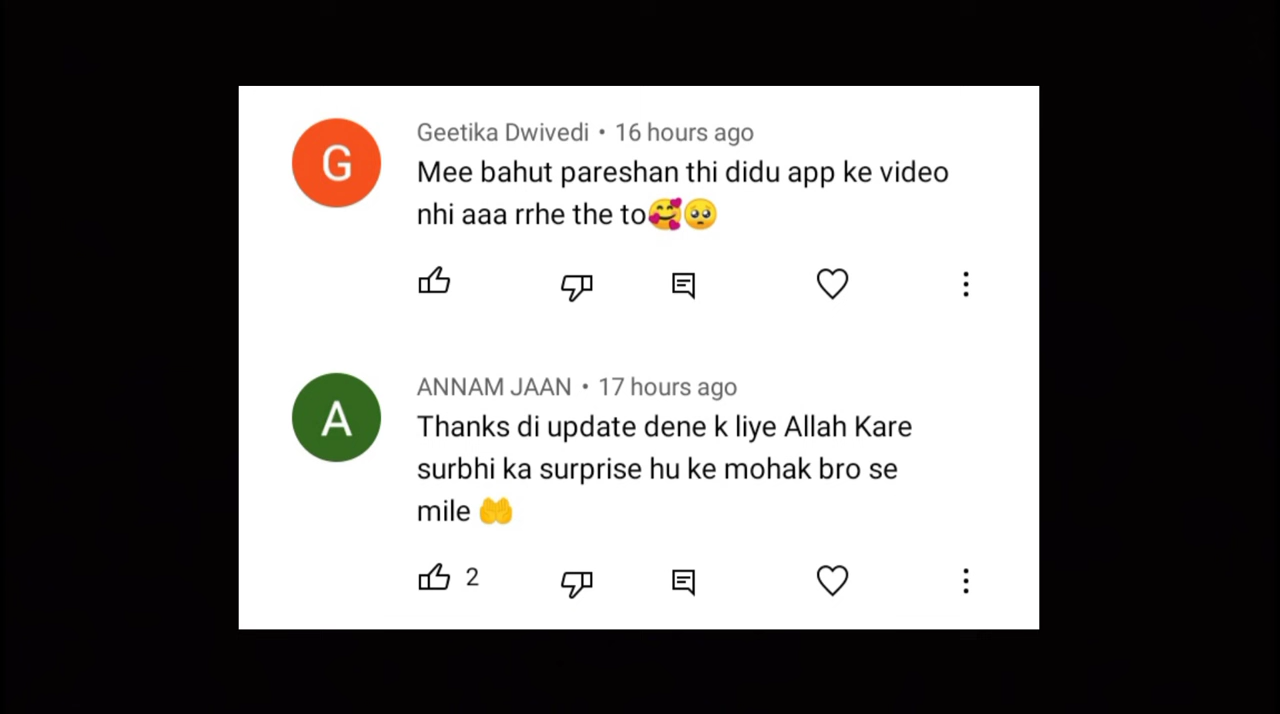 G
Geetika Dwivedi • 16 hours ago
Mee bahut pareshan thi didu app ke video
nhi aaa rrhe the to🥰🥺
A
ANNAM JAAN • 17 hours ago
Thanks di update dene k liye Allah Kare
surbhi ka surprise hu ke mohak bro se
mile 🤲
2